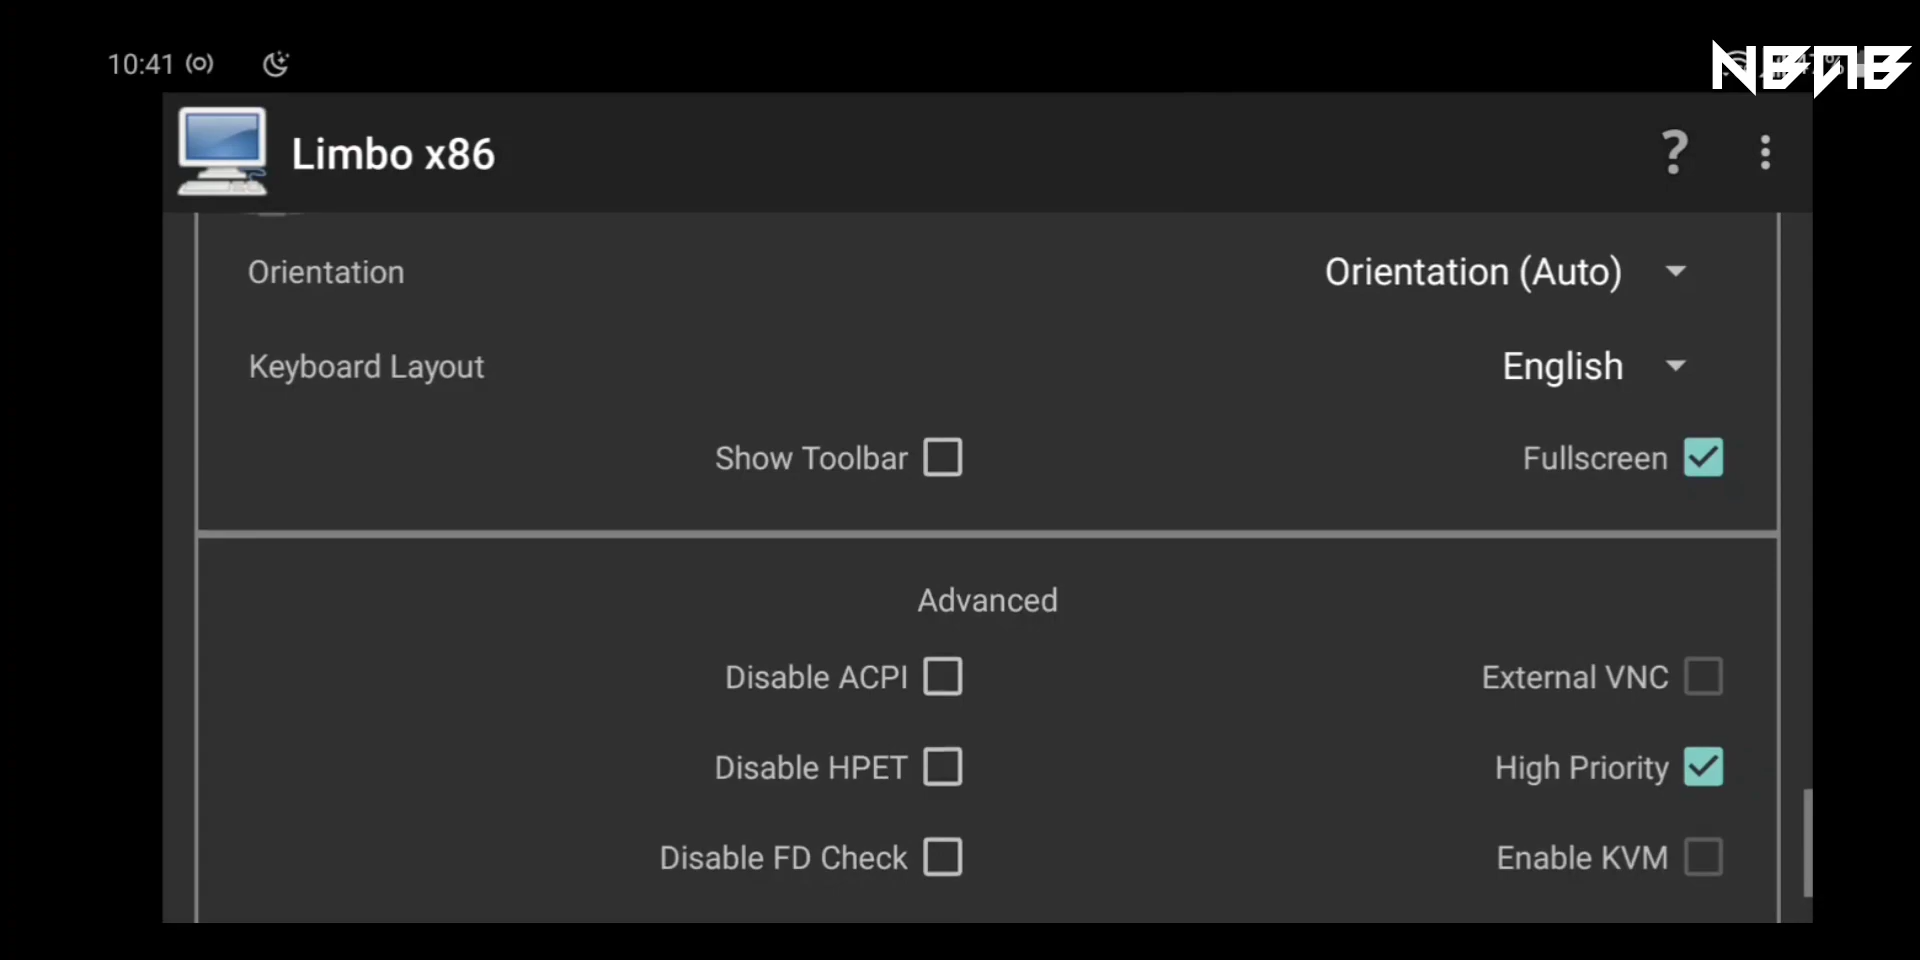 10:41
NBNB
Limbo x86
?
Orientation
Orientation (Auto)
Keyboard Layout
English
Show Toolbar
Fullscreen
Advanced
Disable ACPI
External VNC
Disable HPET
High Priority
Disable FD Check
Enable KVM